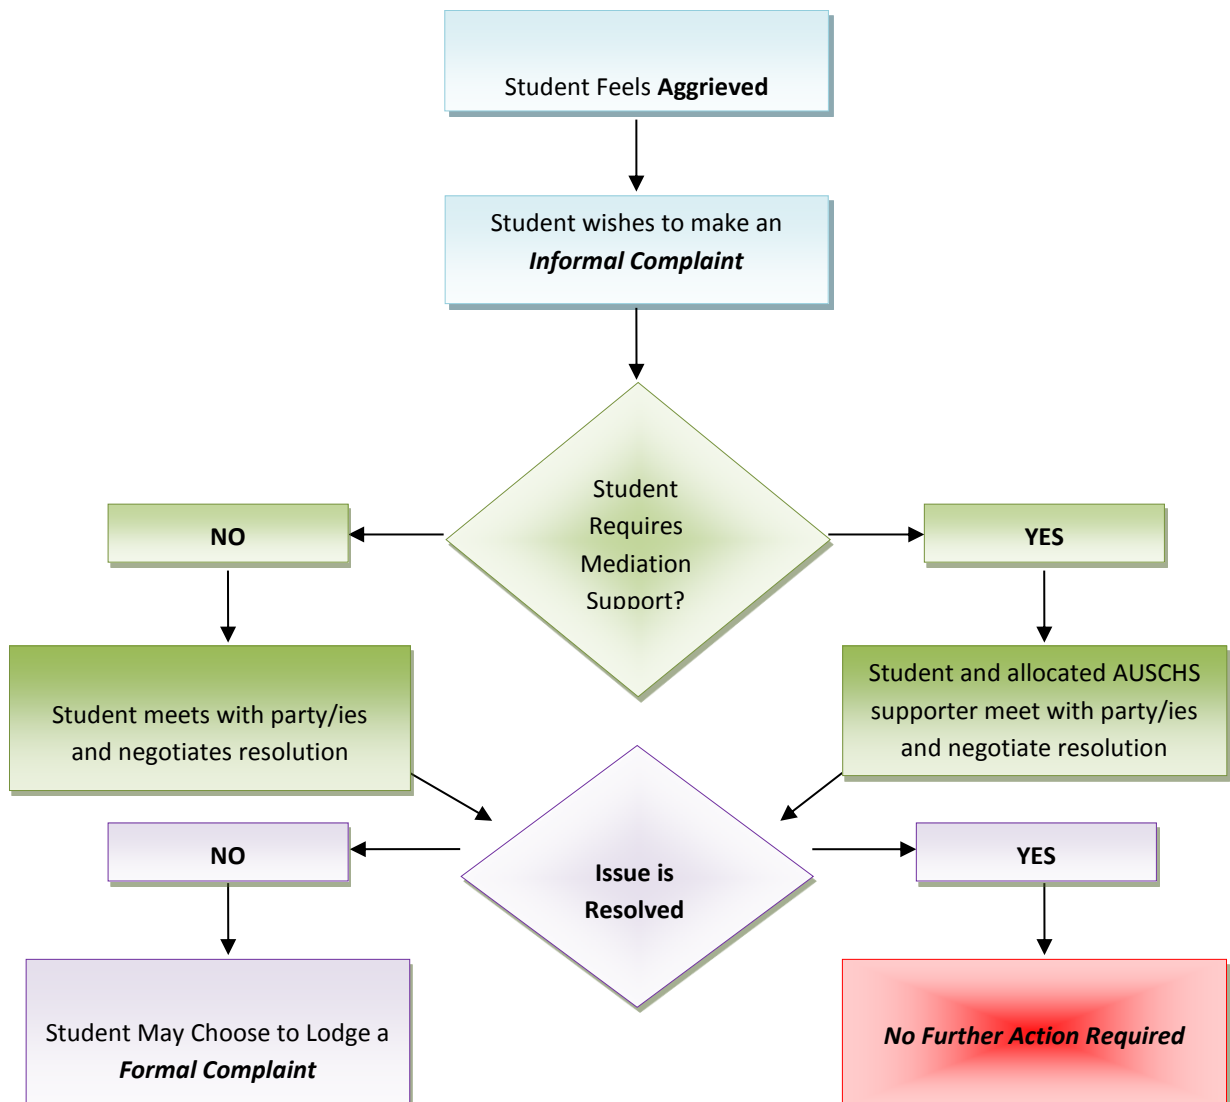 Student Feels Aggrieved
Student wishes to make an
Informal Complaint
Student
Requires
Mediation
Support?
NO
YES
Student meets with party/ies
and negotiates resolution
Student and allocated AUSCHS
supporter meet with party/ies
and negotiate resolution
Issue is
Resolved
NO
YES
Student May Choose to Lodge a
Formal Complaint
No Further Action Required